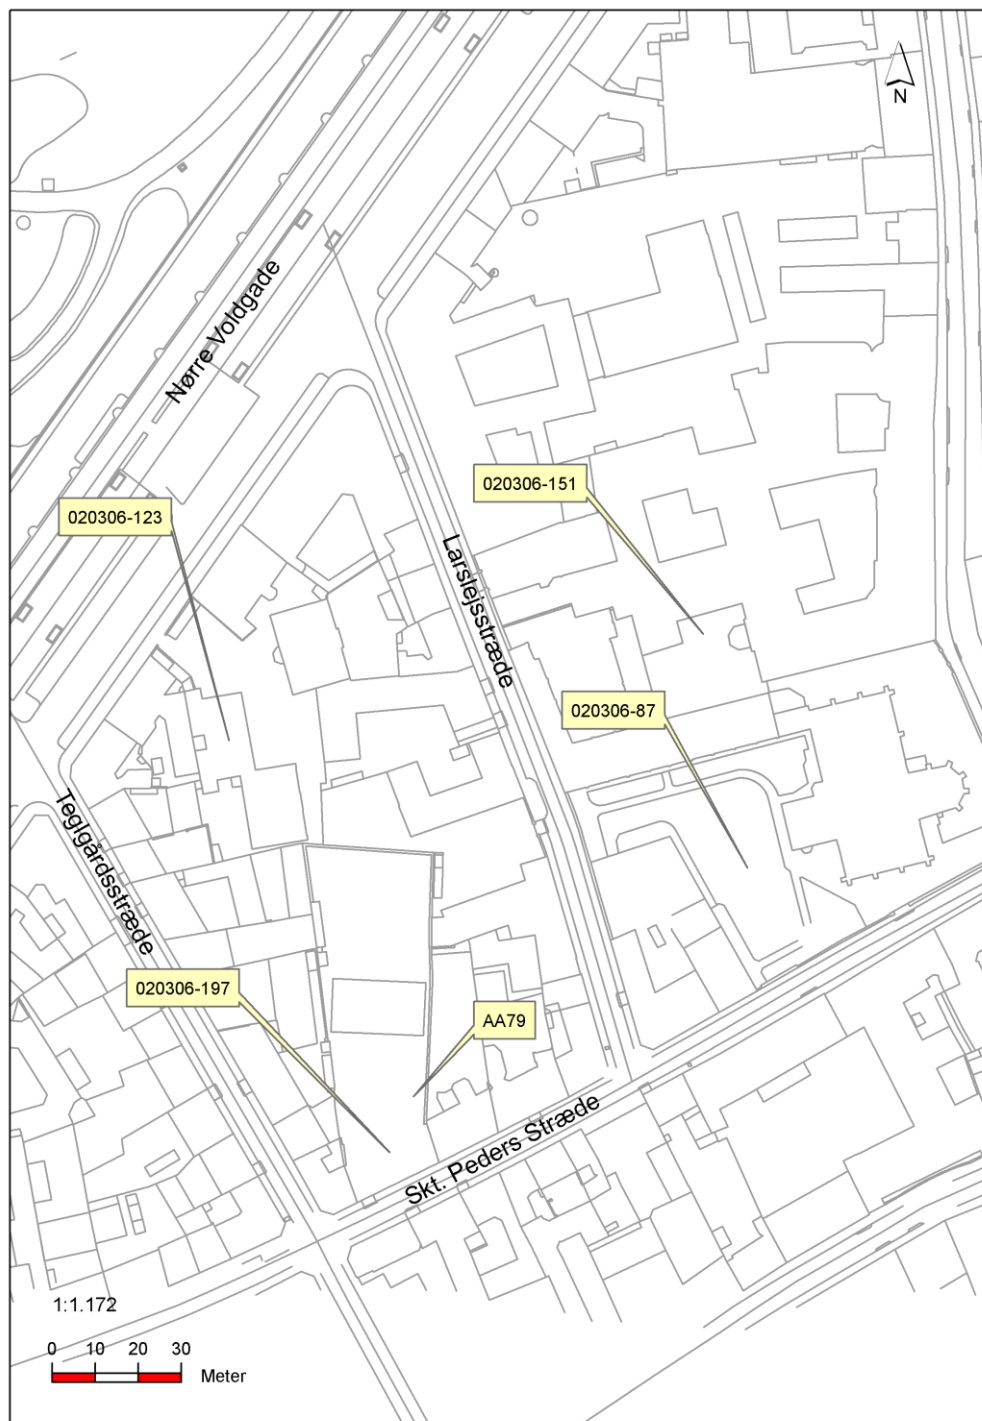 N
Nørre Voldgade
020306-151
020306-123
Larslejsstræde
020306-87
Teglgårdsstræde
020306-197
AA79
Skt. Peders Stræde
1:1.172
0 10 20 30
Meter